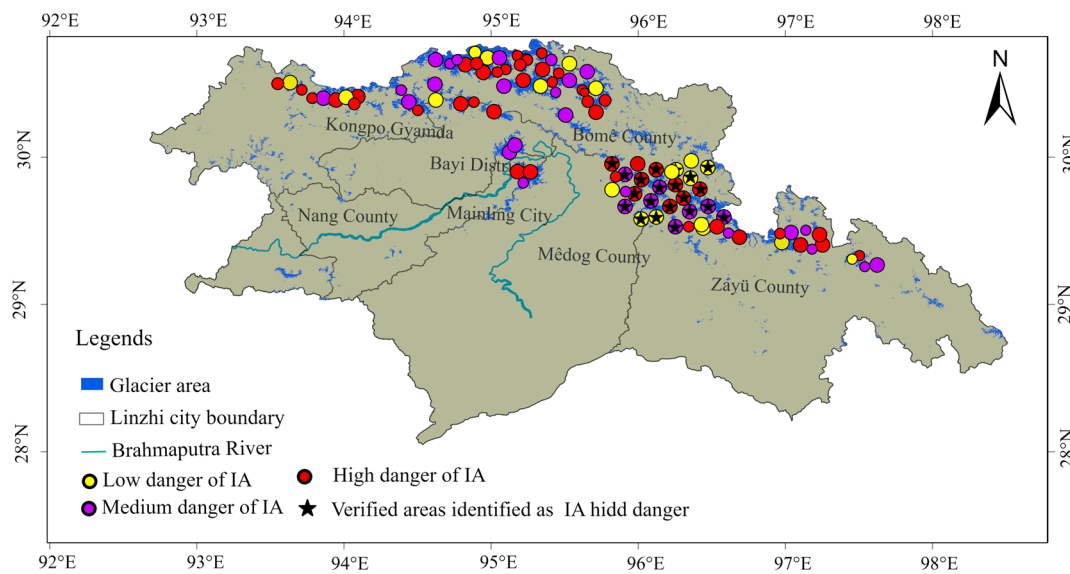 92°E 93°E 94°E 95°E 96°E 97°E 98°E
N
30°N 30°N
Kongpo Gyamda
Bomê County
Bayi Distri
Nang County
Mainling City
Mêdog County
Zayü County
29°N 29°N
Legends
Glacier area
Linzhi city boundary
Brahmaputra River
28°N 28°N
Low danger of IA
High danger of IA
Medium danger of IA
Verified areas identified as IA hidd danger
92°E 93°E 94°E 95°E 96°E 97°E 98°E